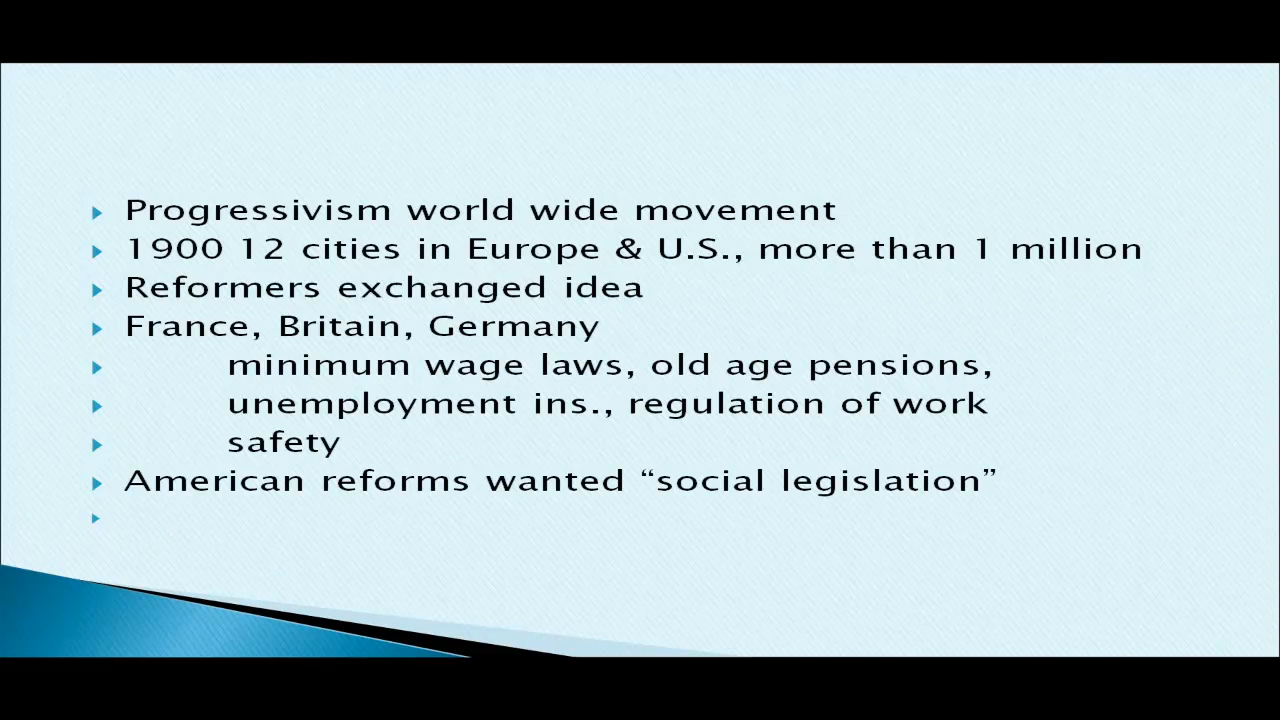 Progressivism world wide movement
1900 12 cities in Europe & U.S., more than 1 million
Reformers exchanged idea
France, Britain, Germany
minimum wage laws, old age pensions,
unemployment ins., regulation of work
safety
American reforms wanted “social legislation”